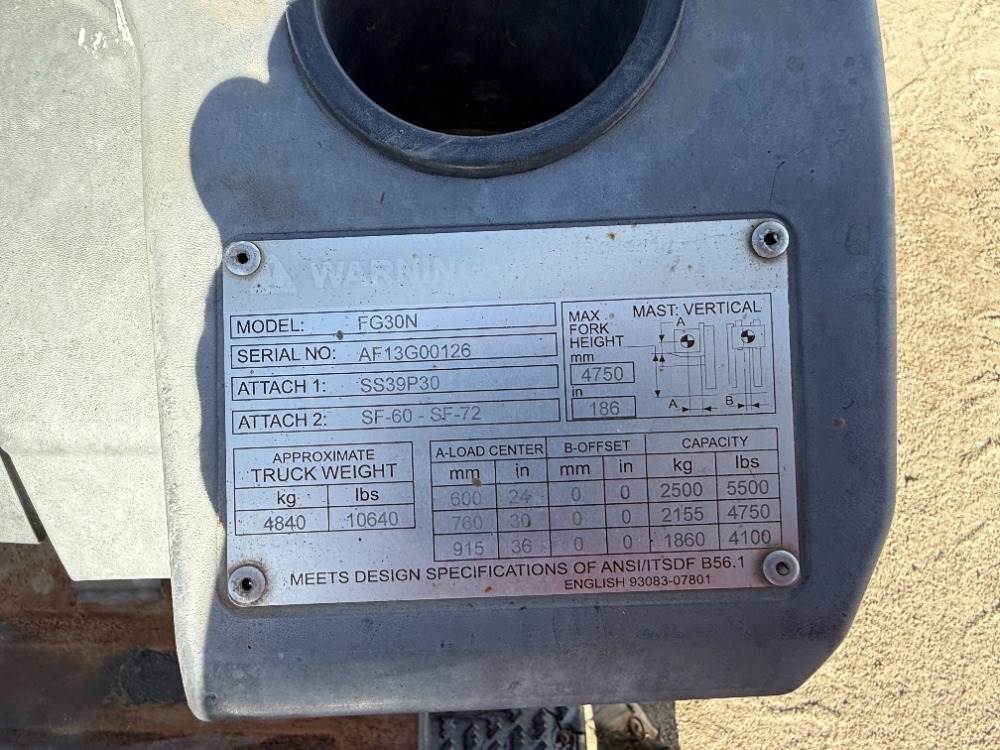 WARNING
MODEL: FG30N
SERIAL NO: AF13G00126
ATTACH 1: SS39P30
ATTACH 2: SF-60 - SF-72
MAX. FORK HEIGHT
mm
4750
in
186
MAST: VERTICAL
A
A
B
APPROXIMATE
TRUCK WEIGHT
kg lbs
4840 10640
A-LOAD CENTER B-OFFSET CAPACITY
mm in mm in kg lbs
600 24 0 0 2500 5500
760 30 0 0 2155 4750
915 36 0 0 1860 4100
MEETS DESIGN SPECIFICATIONS OF ANSI/ITSDF B56.1
ENGLISH 93083-07801